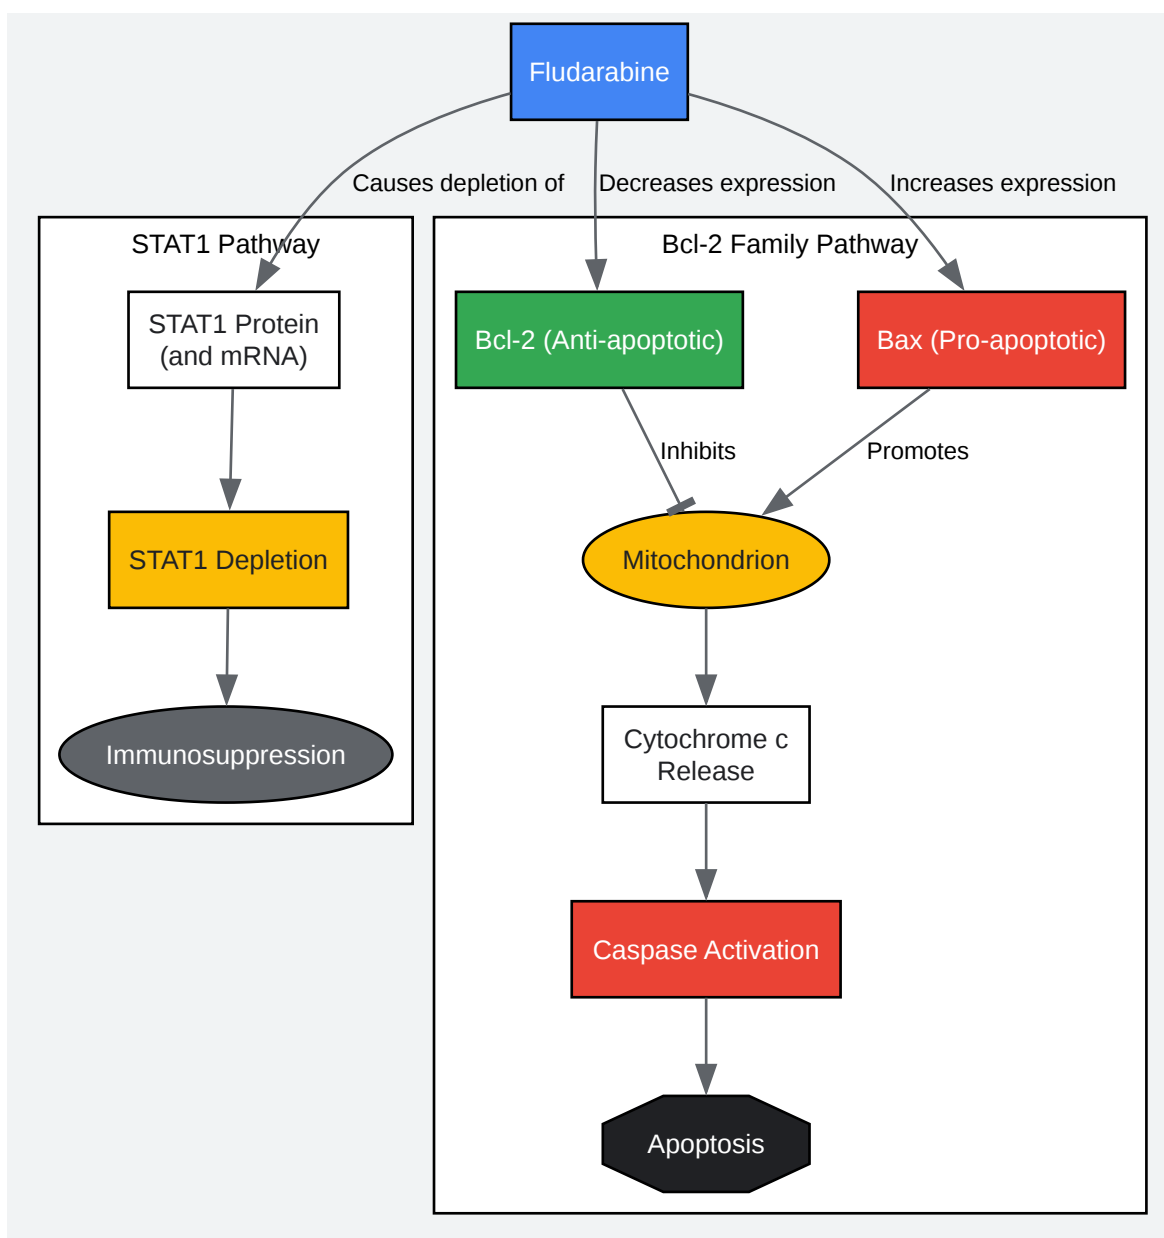 Fludarabine
Causes depletion of
Decreases expression
Increases expression
STAT1 Pathway
Bcl-2 Family Pathway
STAT1 Protein
(and mRNA)
Bcl-2 (Anti-apoptotic)
Bax (Pro-apoptotic)
Inhibits
Promotes
STAT1 Depletion
Mitochondrion
Immunosuppression
Cytochrome c
Release
Caspase Activation
Apoptosis